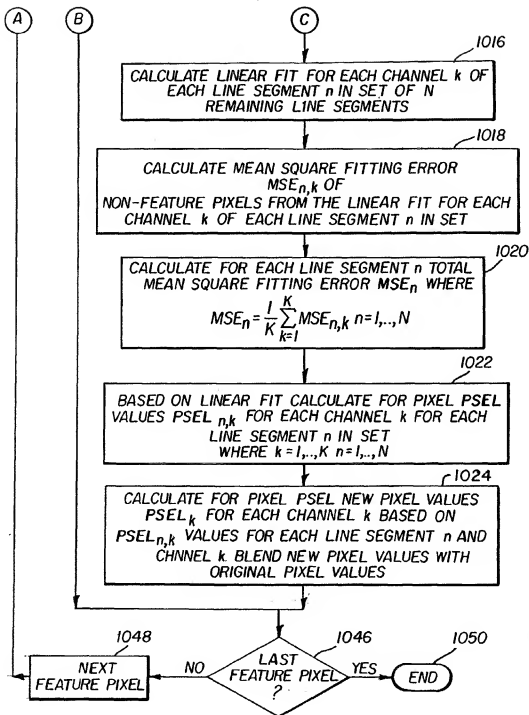 A
B
C
1016
CALCULATE LINEAR FIT FOR EACH CHANNEL k OF
EACH LINE SEGMENT n IN SET OF N
REMAINING LINE SEGMENTS
1018
CALCULATE MEAN SQUARE FITTING ERROR
MSEn,k OF
NON-FEATURE PIXELS FROM THE LINEAR FIT FOR EACH
CHANNEL k OF EACH LINE SEGMENT n IN SET
1020
CALCULATE FOR EACH LINE SEGMENT n TOTAL
MEAN SQUARE FITTING ERROR MSEn WHERE
MSEn = 1/K K∑k=1 MSEn,k n=1,..,N
1022
BASED ON LINEAR FIT CALCULATE FOR PIXEL PSEL
VALUES PSEL n,k FOR EACH CHANNEL k FOR EACH
LINE SEGMENT n IN SET
WHERE k=1,..,K n=1,..,N
1024
CALCULATE FOR PIXEL PSEL NEW PIXEL VALUES
PSELk FOR EACH CHANNEL k BASED ON
PSELn,k VALUES FOR EACH LINE SEGMENT n AND
CHNNEL k. BLEND NEW PIXEL VALUES WITH
ORIGINAL PIXEL VALUES
1048
NEXT
FEATURE PIXEL
NO
1046
LAST
FEATURE PIXEL
?
YES
1050
END